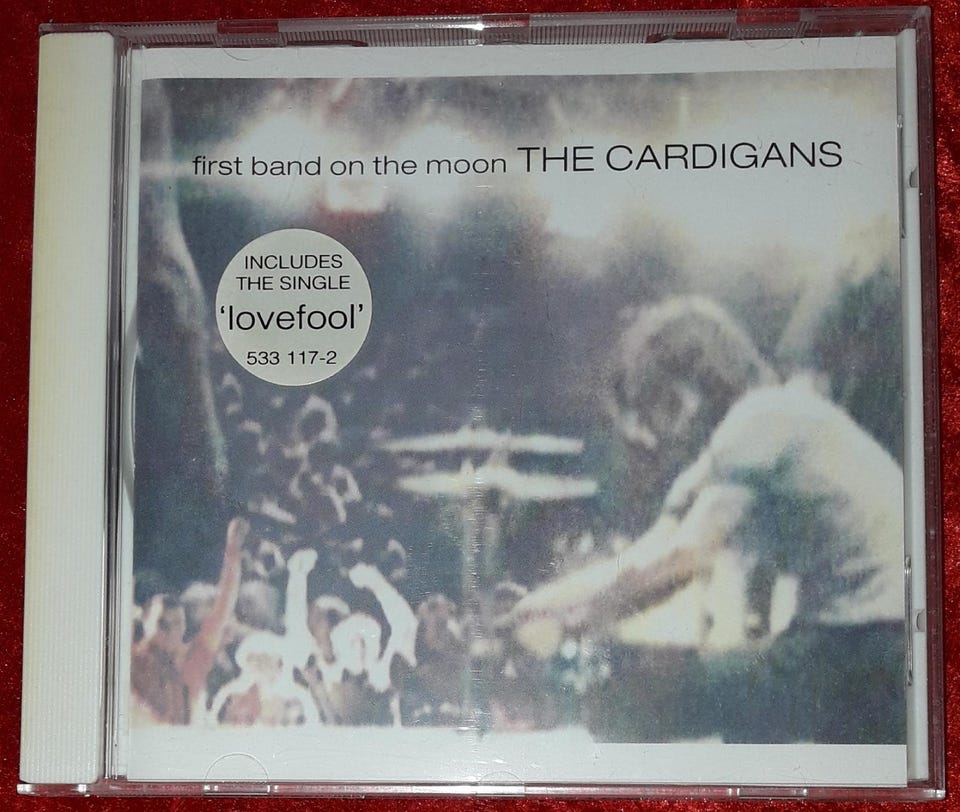 first band on the moon THE CARDIGANS
INCLUDES
THE SINGLE
‘lovefool’
533 117-2